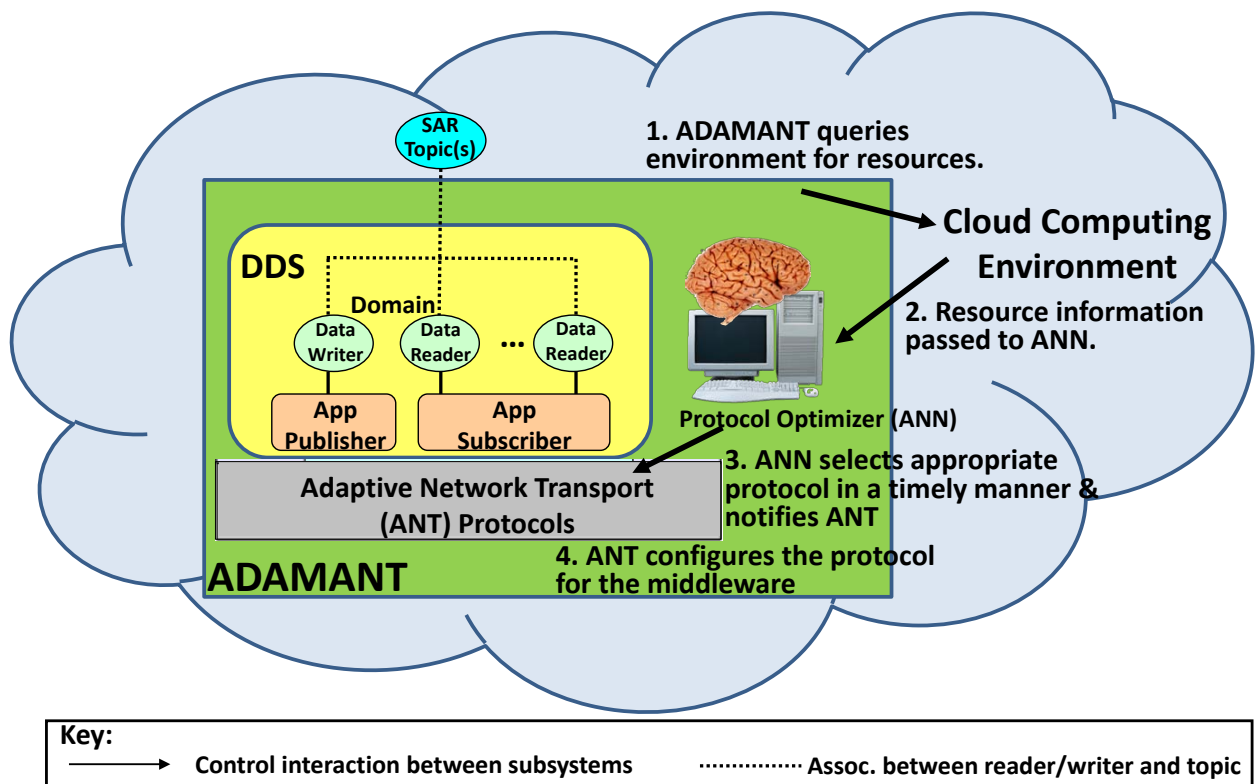 SAR
Topic(s)
1. ADAMANT queries
environment for resources.
Cloud Computing
Environment
DDS
Domain
Data
Writer
Data
Reader
...
Data
Reader
2. Resource information
passed to ANN.
App
Publisher
App
Subscriber
Protocol Optimizer (ANN)
3. ANN selects appropriate
protocol in a timely manner &
notifies ANT
Adaptive Network Transport
(ANT) Protocols
4. ANT configures the protocol
for the middleware
ADAMANT
Key:
Control interaction between subsystems
Assoc. between reader/writer and topic